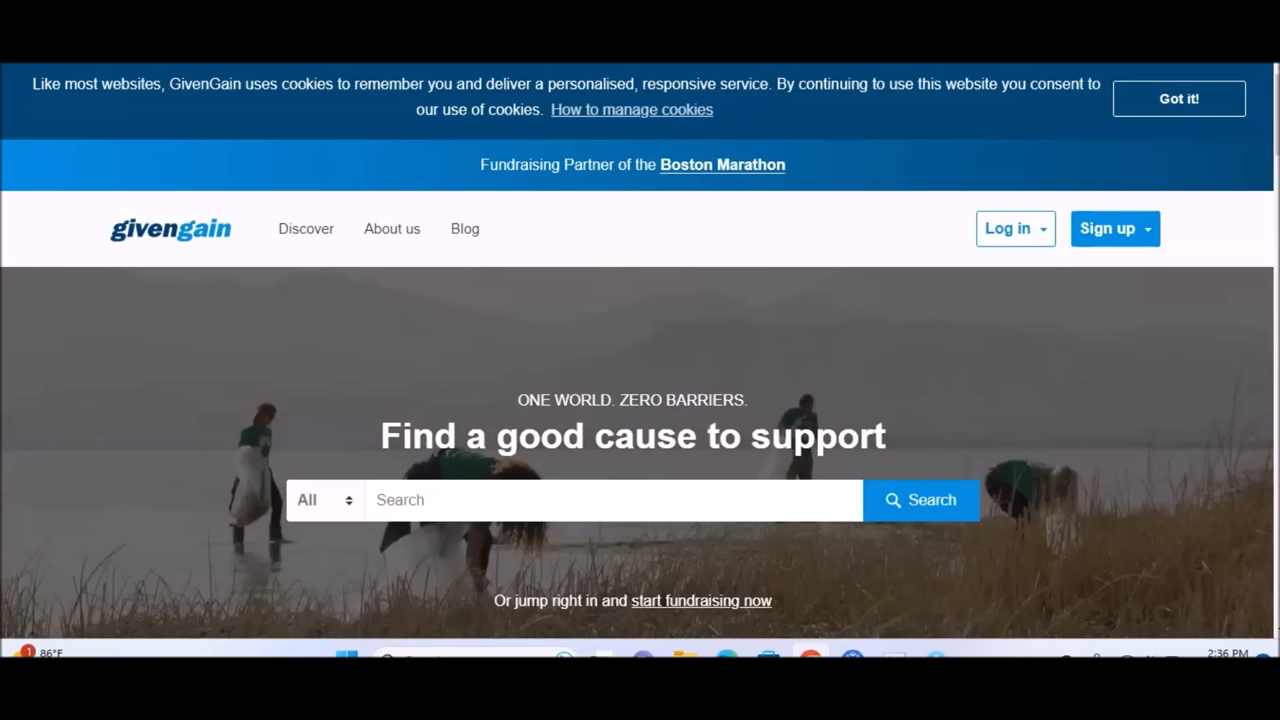 Like most websites, GivenGain uses cookies to remember you and deliver a personalised, responsive service. By continuing to use this website you consent to
our use of cookies. How to manage cookies
Got it!
Fundraising Partner of the Boston Marathon
givengain
Discover
About us
Blog
Log in
Sign up
ONE WORLD. ZERO BARRIERS.
Find a good cause to support
All
Search
Search
Or jump right in and start fundraising now
1
86°F
2:36 PM